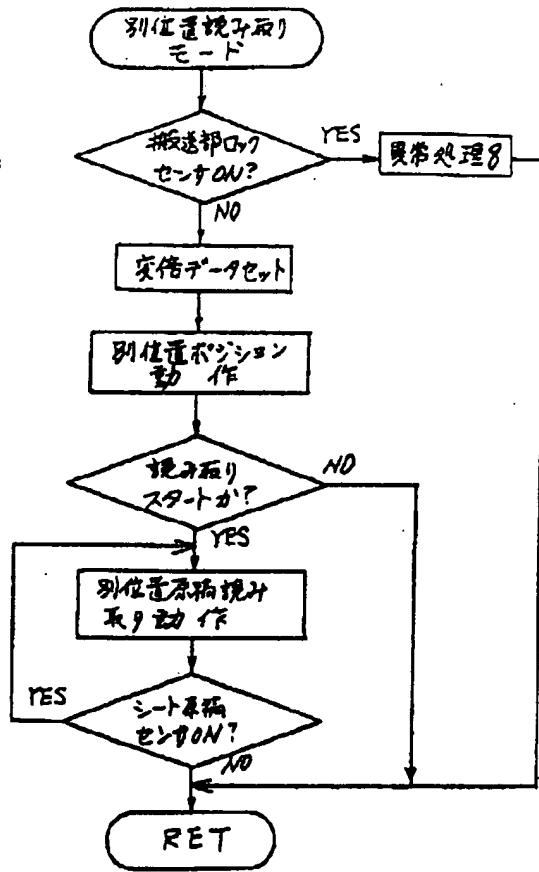 別位置読み取り
モード
搬送部ロック
センサON?
YES
異常処理8
NO
変倍データセット
別位置ポジション
動作
読み取り
スタートか?
NO
YES
別位置原稿読み
取り動作
YES
シート原稿
センサON?
NO
RET